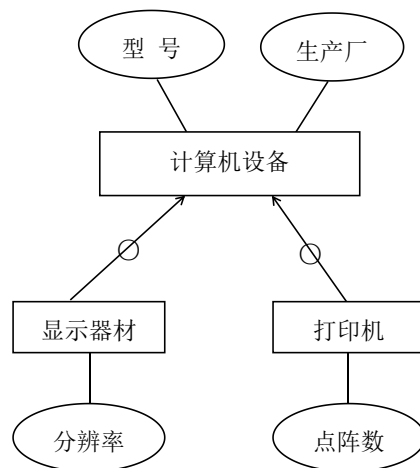 型 号
生产厂
计算机设备
显示器材
打印机
分辨率
点阵数